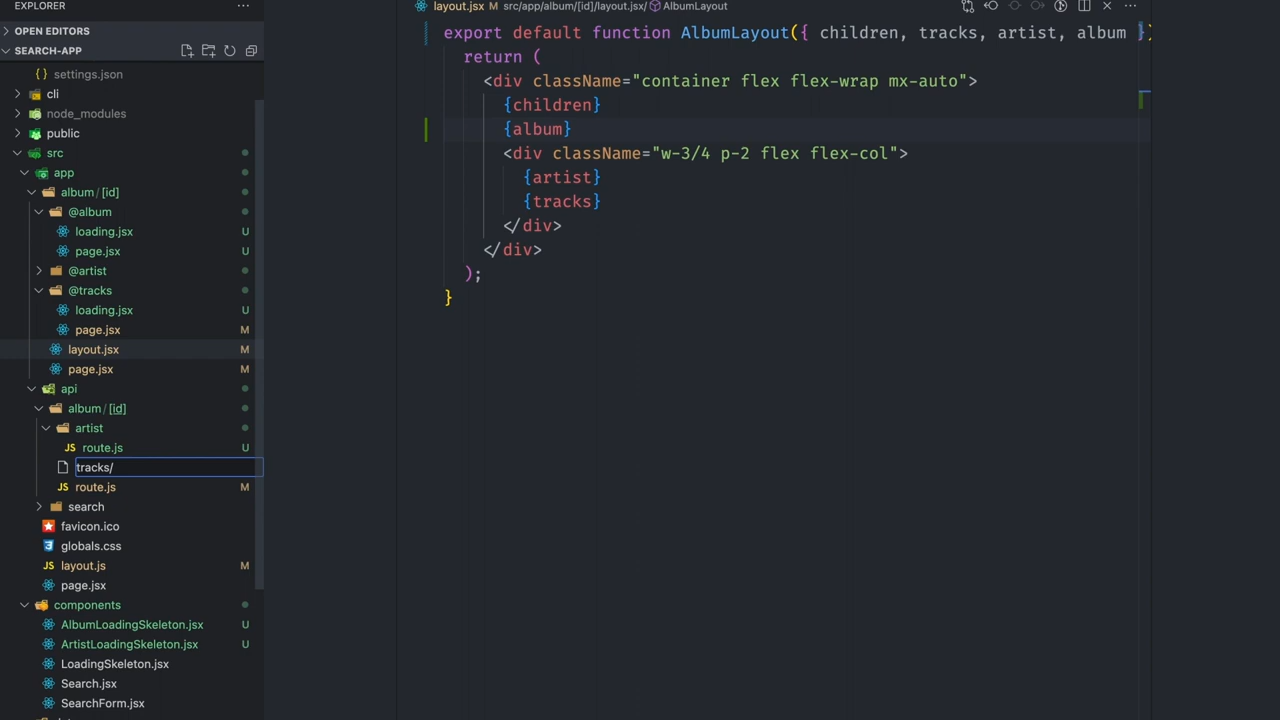 EXPLORER
OPEN EDITORS
SEARCH-APP
settings.json
cli
node_modules
public
src
app
album / [id]
@album
loading.jsx U
page.jsx U
@artist
@tracks
loading.jsx U
page.jsx M
layout.jsx M
page.jsx M
api
album / [id]
artist
JS route.js U
tracks/
JS route.js M
search
favicon.ico
globals.css
JS layout.js M
page.jsx
components
AlbumLoadingSkeleton.jsx U
ArtistLoadingSkeleton.jsx U
LoadingSkeleton.jsx
Search.jsx
SearchForm.jsx
layout.jsx M src/app/album/[id]/layout.jsx/ AlbumLayout
export default function AlbumLayout({ children, tracks, artist, album })
return (
<div className="container flex flex-wrap mx-auto">
{children}
{album}
<div className="w-3/4 p-2 flex flex-col">
{artist}
{tracks}
</div>
</div>
);
}